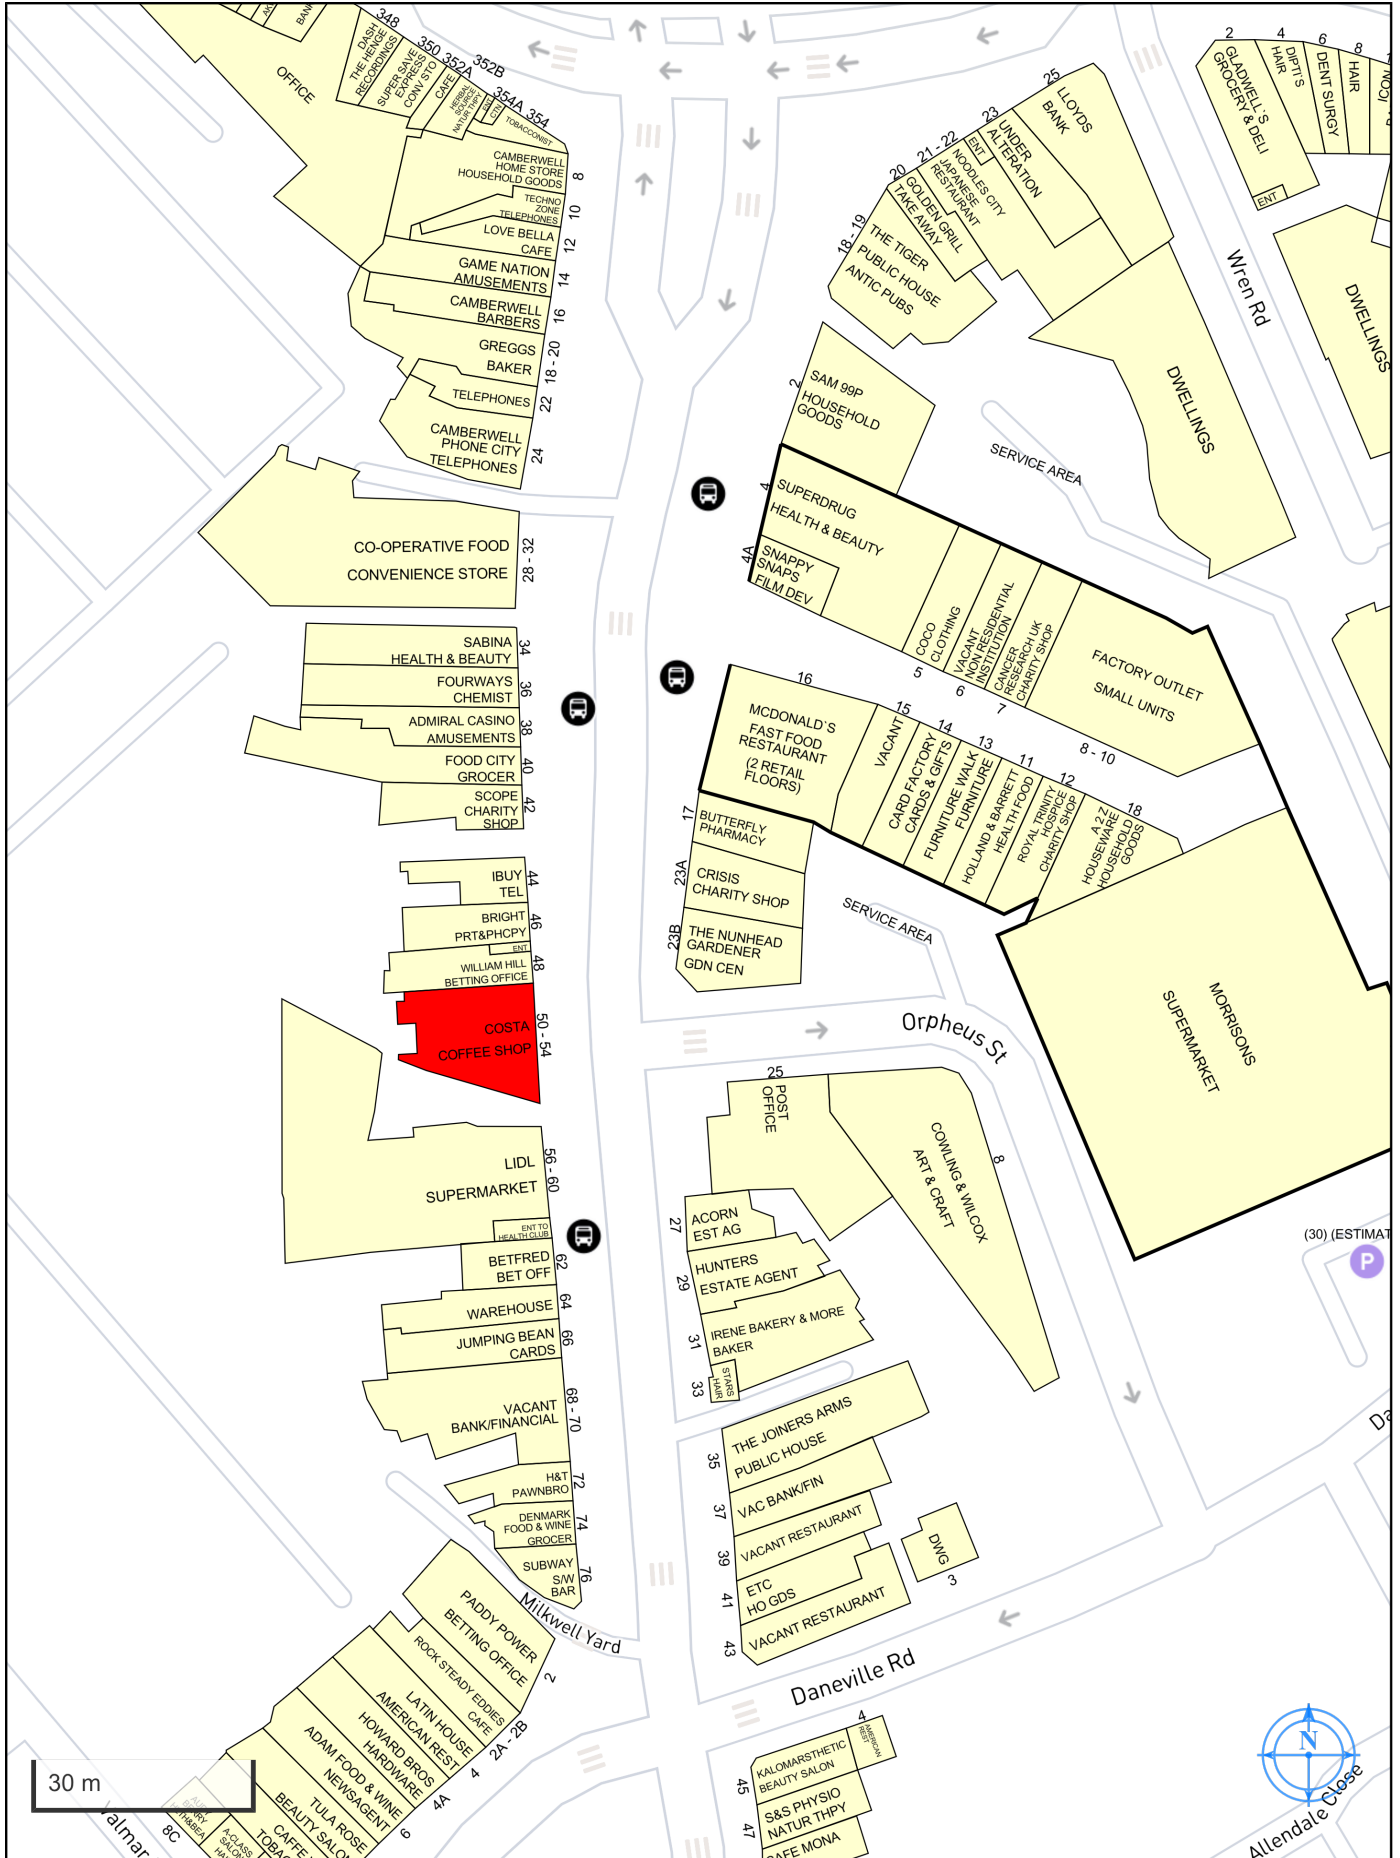 348
350
352A
352B
354A
354
OFFICE
DASH
THE HENGE
RECORDINGS
SUPER SAVE
EXPRESS
CONV STO
CAFE
HERBAL
SOURCE
NATUR THPY
ENT
CTN
TOBACCONIST
CAMBERWELL
HOME STORE
HOUSEHOLD GOODS
8
TECHNO
ZONE
TELEPHONES
10
LOVE BELLA
CAFE
12
GAME NATION
AMUSEMENTS
14
CAMBERWELL
BARBERS
16
GREGGS
BAKER
18 - 20
TELEPHONES
22
CAMBERWELL
PHONE CITY
TELEPHONES
24
CO-OPERATIVE FOOD
CONVENIENCE STORE
28 - 32
SABINA
HEALTH & BEAUTY
34
FOURWAYS
CHEMIST
36
ADMIRAL CASINO
AMUSEMENTS
38
FOOD CITY
GROCER
40
SCOPE
CHARITY
SHOP
42
IBUY
TEL
44
BRIGHT
PRT&PHCPY
46
ENT
WILLIAM HILL
BETTING OFFICE
48
COSTA
COFFEE SHOP
50 - 54
LIDL
SUPERMARKET
56 - 60
ENT TO
HEALTH CLUB
BETFRED
BET OFF
62
WAREHOUSE
64
JUMPING BEAN
CARDS
66
VACANT
BANK/FINANCIAL
68 - 70
H&T
PAWNBRO
72
DENMARK
FOOD & WINE
GROCER
74
SUBWAY
S/W
BAR
76
Milkwell Yard
PADDY POWER
BETTING OFFICE
2
ROCK STEADY EDDIES
CAFE
2A - 2B
LATIN HOUSE
AMERICAN REST
4
HOWARD BROS
HARDWARE
4A
ADAM FOOD & WINE
NEWSAGENT
6
TULA ROSE
BEAUTY SALON
CAFFE
TOBAC
A-CLASS
SALON
8C
Valmar
30 m
2
GLADWELL`S
GROCERY & DELI
ENT
4
DIPTI'S
HAIR
6
DENT SURGY
8
HAIR
ICON
DWELLINGS
Wren Rd
25
LLOYDS
BANK
23
UNDER
ALTERATION
21 - 22
ENT
NOODLES CITY
JAPANESE
RESTAURANT
20
GOLDEN GRILL
TAKE AWAY
18 - 19
THE TIGER
PUBLIC HOUSE
ANTIC PUBS
DWELLINGS
2
SAM 99P
HOUSEHOLD
GOODS
SERVICE AREA
4
SUPERDRUG
HEALTH & BEAUTY
4A
SNAPPY
SNAPS
FILM DEV
COCO
CLOTHING
5
VACANT
NON RESIDENTIAL
INSTITUTION
6
CANCER
RESEARCH UK
CHARITY SHOP
7
FACTORY OUTLET
SMALL UNITS
8 - 10
16
MCDONALD`S
FAST FOOD
RESTAURANT
(2 RETAIL
FLOORS)
15
VACANT
14
CARD FACTORY
CARDS & GIFTS
13
FURNITURE WALK
FURNITURE
11
HOLLAND & BARRETT
HEALTH FOOD
12
ROYAL TRINITY
HOSPICE
CHARITY SHOP
18
A 2 Z
HOUSEWARE
HOUSEHOLD
GOODS
17
BUTTERFLY
PHARMACY
23A
CRISIS
CHARITY SHOP
23B
THE NUNHEAD
GARDENER
GDN CEN
SERVICE AREA
MORRISONS
SUPERMARKET
Orpheus St
25
POST
OFFICE
COWLING & WILCOX
ART & CRAFT
8
(30) (ESTIMAT
P
27
ACORN
EST AG
29
HUNTERS
ESTATE AGENT
31
IRENE BAKERY & MORE
BAKER
33
STARS
HAIR
35
THE JOINERS ARMS
PUBLIC HOUSE
37
VAC BANK/FIN
39
VACANT RESTAURANT
41
ETC
HO GDS
43
VACANT RESTAURANT
DWG
3
Da
Daneville Rd
4
AMERICAN
REST
45
KALOMARSTHETIC
BEAUTY SALON
47
S&S PHYSIO
NATUR THPY
CAFE MONA
N
Allendale Close